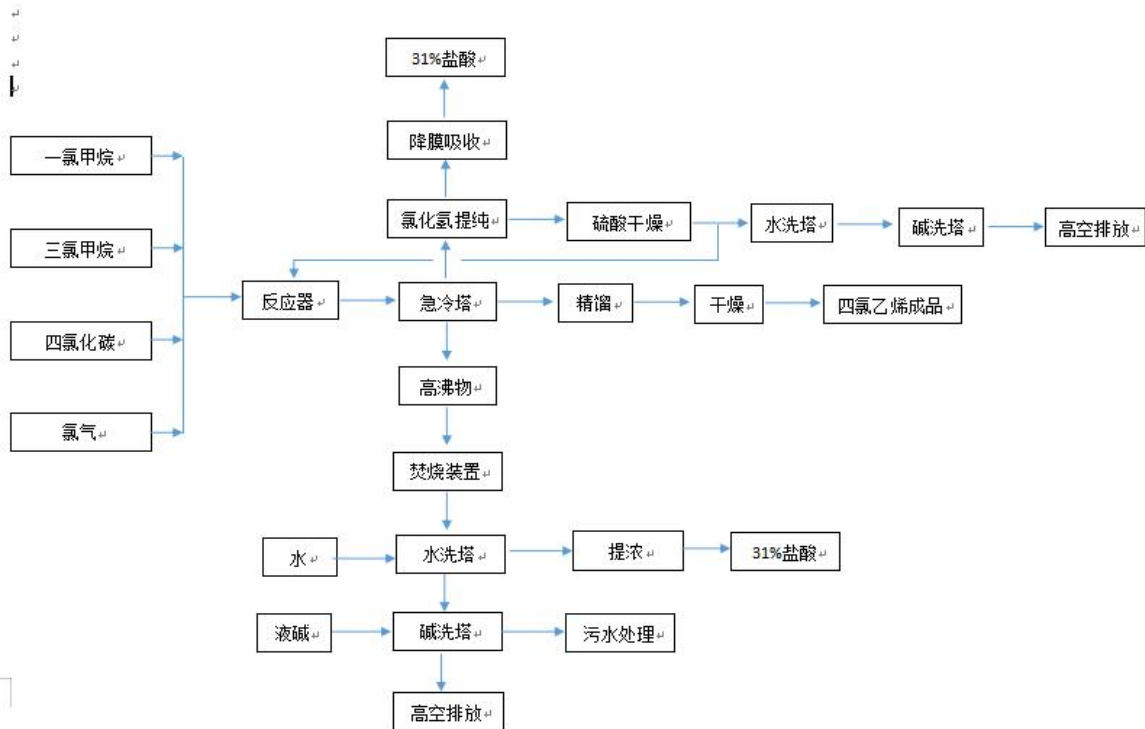 31%盐酸
降膜吸收
一氯甲烷
氯化氢提纯
硫酸干燥
水洗塔
碱洗塔
高空排放
三氯甲烷
反应器
急冷塔
精馏
干燥
四氯乙烯成品
四氯化碳
高沸物
氯气
焚烧装置
水
水洗塔
提浓
31%盐酸
液碱
碱洗塔
污水处理
高空排放